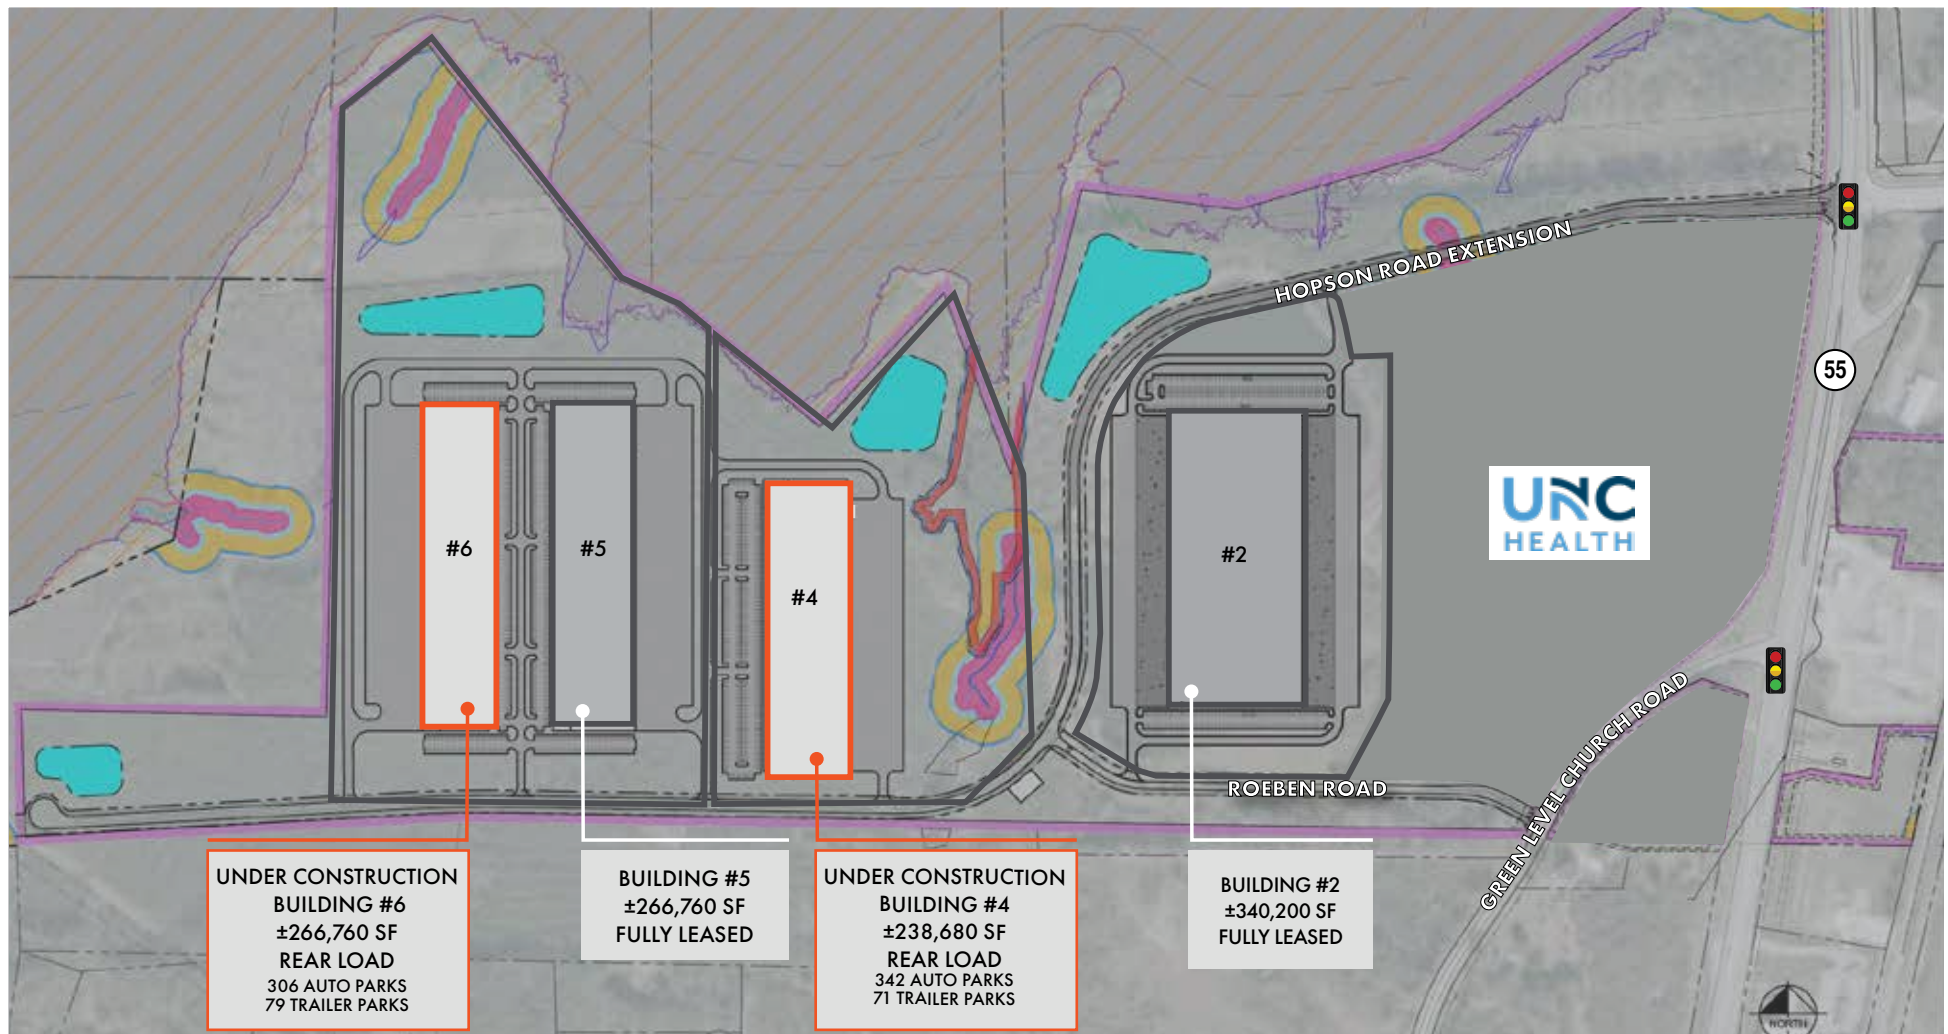 HOPSON ROAD EXTENSION
55
UNC
HEALTH
#6
#5
#4
#2
GREEN LEVEL CHURCH ROAD
ROEBEN ROAD
UNDER CONSTRUCTION
BUILDING #6
±266,760 SF
REAR LOAD
306 AUTO PARKS
79 TRAILER PARKS
BUILDING #5
±266,760 SF
FULLY LEASED
UNDER CONSTRUCTION
BUILDING #4
±238,680 SF
REAR LOAD
342 AUTO PARKS
71 TRAILER PARKS
BUILDING #2
±340,200 SF
FULLY LEASED
NORTH